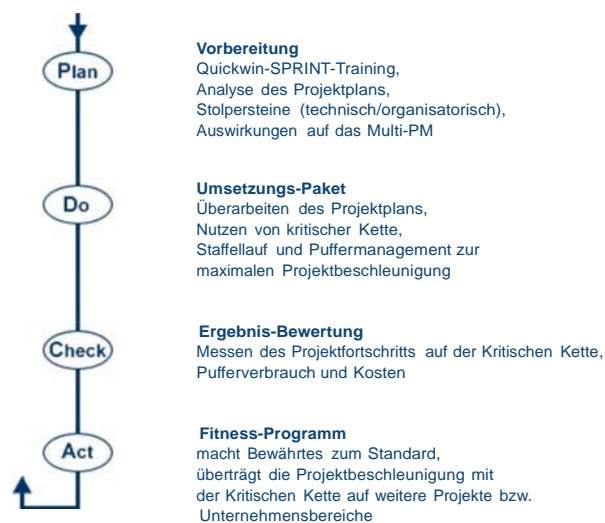 Plan
Vorbereitung
Quickwin-SPRINT-Training,
Analyse des Projektplans,
Stolpersteine (technisch/organisatorisch),
Auswirkungen auf das Multi-PM
Do
Umsetzungs-Paket
Überarbeiten des Projektplans,
Nutzen von kritischer Kette,
Staffellauf und Puffermanagement zur
maximalen Projektbeschleunigung
Check
Ergebnis-Bewertung
Messen des Projektfortschritts auf der Kritischen Kette,
Pufferverbrauch und Kosten
Act
Fitness-Programm
macht Bewährtes zum Standard,
überträgt die Projektbeschleunigung mit
der Kritischen Kette auf weitere Projekte bzw.
Unternehmensbereiche